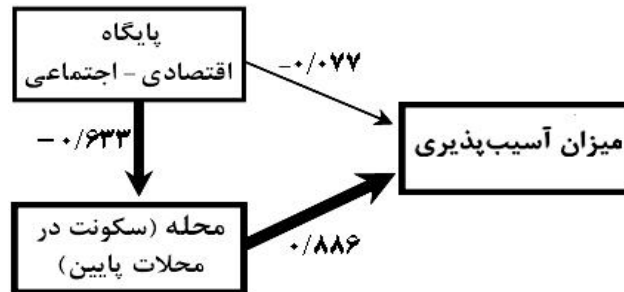 پایگاه
اقتصادی - اجتماعی
-۰/۰۷۷
میزان آسیب‌پذیری
-۰/۶۳۳
محله (سکونت در
محلات پایین)
۰/۸۸۶